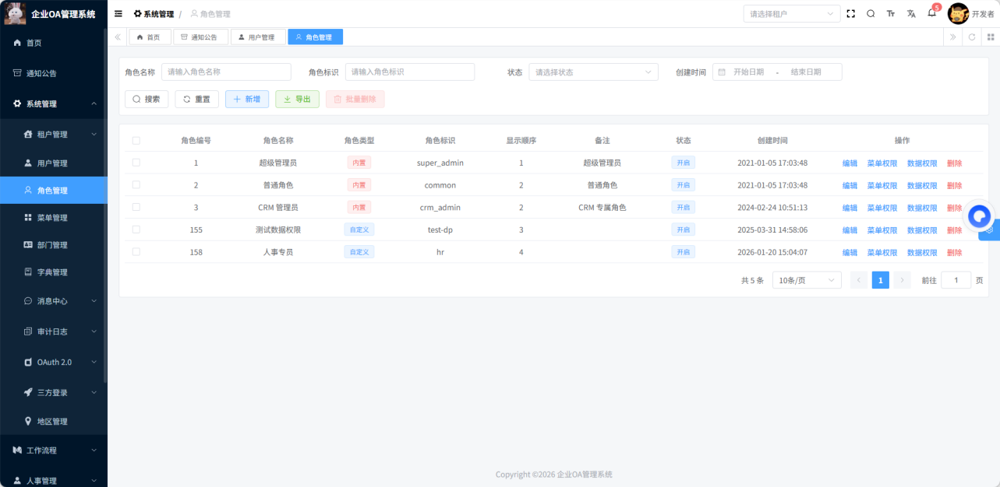 企业OA管理系统
系统管理 / 角色管理
请选择租户
Tт
5
开发者
首页
通知公告
系统管理
租户管理
用户管理
角色管理
菜单管理
部门管理
字典管理
消息中心
审计日志
OAuth 2.0
三方登录
地区管理
工作流程
人事管理
首页 通知公告 用户管理 角色管理
角色名称 请输入角色名称 角色标识 请输入角色标识 状态 请选择状态 创建时间 开始日期 - 结束日期
搜索 重置 新增 导出 批量删除
角色编号 角色名称 角色类型 角色标识 显示顺序 备注 状态 创建时间 操作
1 超级管理员 内置 super_admin 1 超级管理员 开启 2021-01-05 17:03:48 编辑 菜单权限 数据权限 删除
2 普通角色 内置 common 2 普通角色 开启 2021-01-05 17:03:48 编辑 菜单权限 数据权限 删除
3 CRM 管理员 内置 crm_admin 2 CRM 专属角色 开启 2024-02-24 10:51:13 编辑 菜单权限 数据权限 删除
155 测试数据权限 自定义 test-dp 3 开启 2025-03-31 14:58:06 编辑 菜单权限 数据权限 删除
158 人事专员 自定义 hr 4 开启 2026-01-20 15:04:07 编辑 菜单权限 数据权限 删除
共 5 条 10条/页 1 前往 1 页
Copyright ©2026 企业OA管理系统